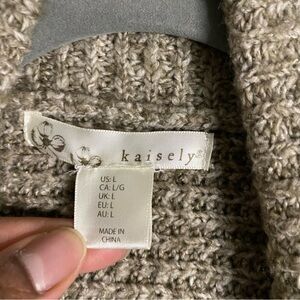 kaisely®
US: L
CA: L/G
UK: L
EU: L
AU: L
MADE IN
CHINA